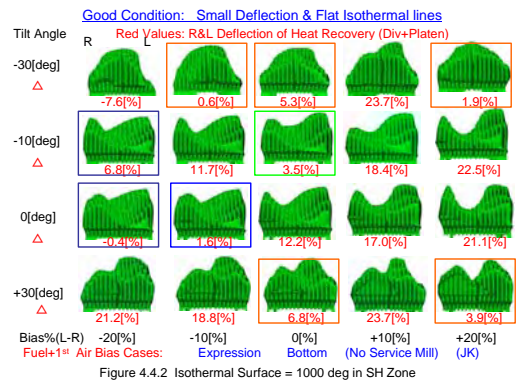 Good Condition: Small Deflection & Flat Isothermal lines
Tilt Angle Red Values: R&L Deflection of Heat Recovery (Div+Platen)
R L
-30[deg]
△
-7.6[%] 0.6[%] 5.3[%] 23.7[%] 1.9[%]
-10[deg]
△
6.8[%] 11.7[%] 3.5[%] 18.4[%] 22.5[%]
0[deg]
△
-0.4[%] 1.6[%] 12.2[%] 17.0[%] 21.1[%]
+30[deg]
△
21.2[%] 18.8[%] 6.8[%] 23.7[%] 3.9[%]
Bias%(L-R) -20[%] -10[%] 0[%] +10[%] +20[%]
Fuel+1st Air Bias Cases: Expression Bottom (No Service Mill) (JK)
Figure 4.4.2 Isothermal Surface = 1000 deg in SH Zone